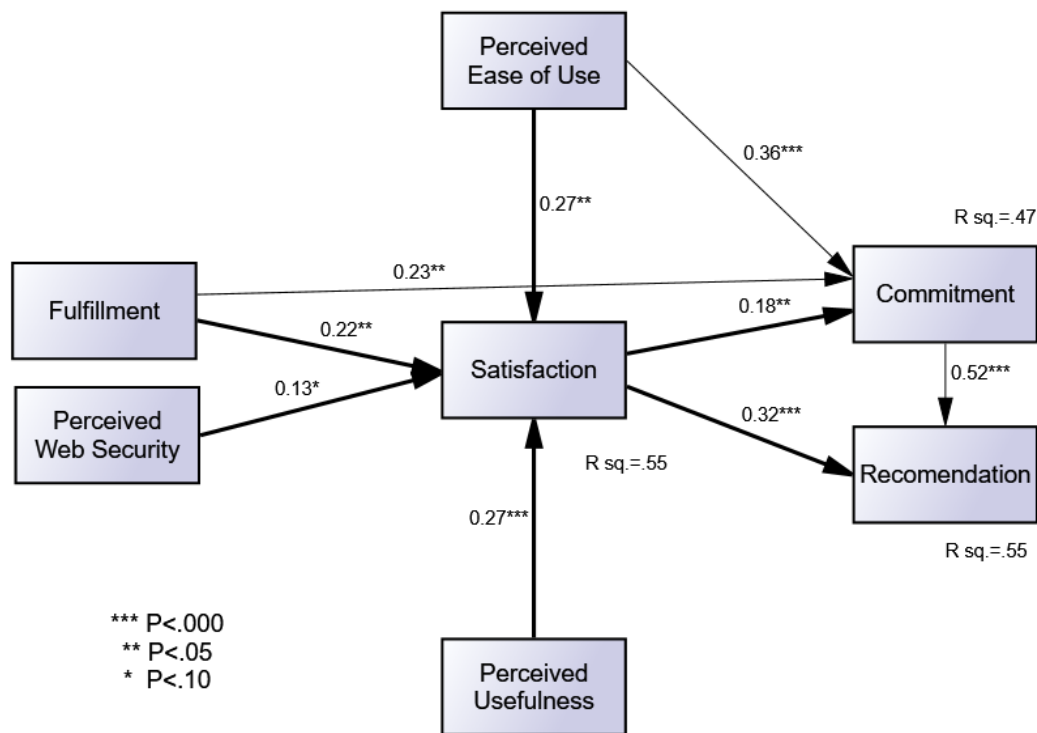 Perceived
Ease of Use
0.36***
0.27**
R sq.=.47
0.23**
Fulfillment
Commitment
0.22**
0.18**
Satisfaction
0.13*
0.52***
Perceived
Web Security
0.32***
R sq.=.55
Recomendation
0.27***
R sq.=.55
*** P<.000
** P<.05
* P<.10
Perceived
Usefulness